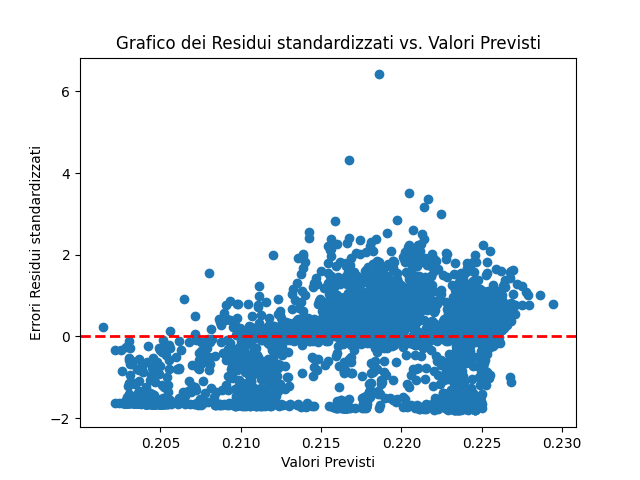 Grafico dei Residui standardizzati vs. Valori Previsti
Errori Residui standardizzati
6
4
2
0
−2
0.205 0.210 0.215 0.220 0.225 0.230
Valori Previsti